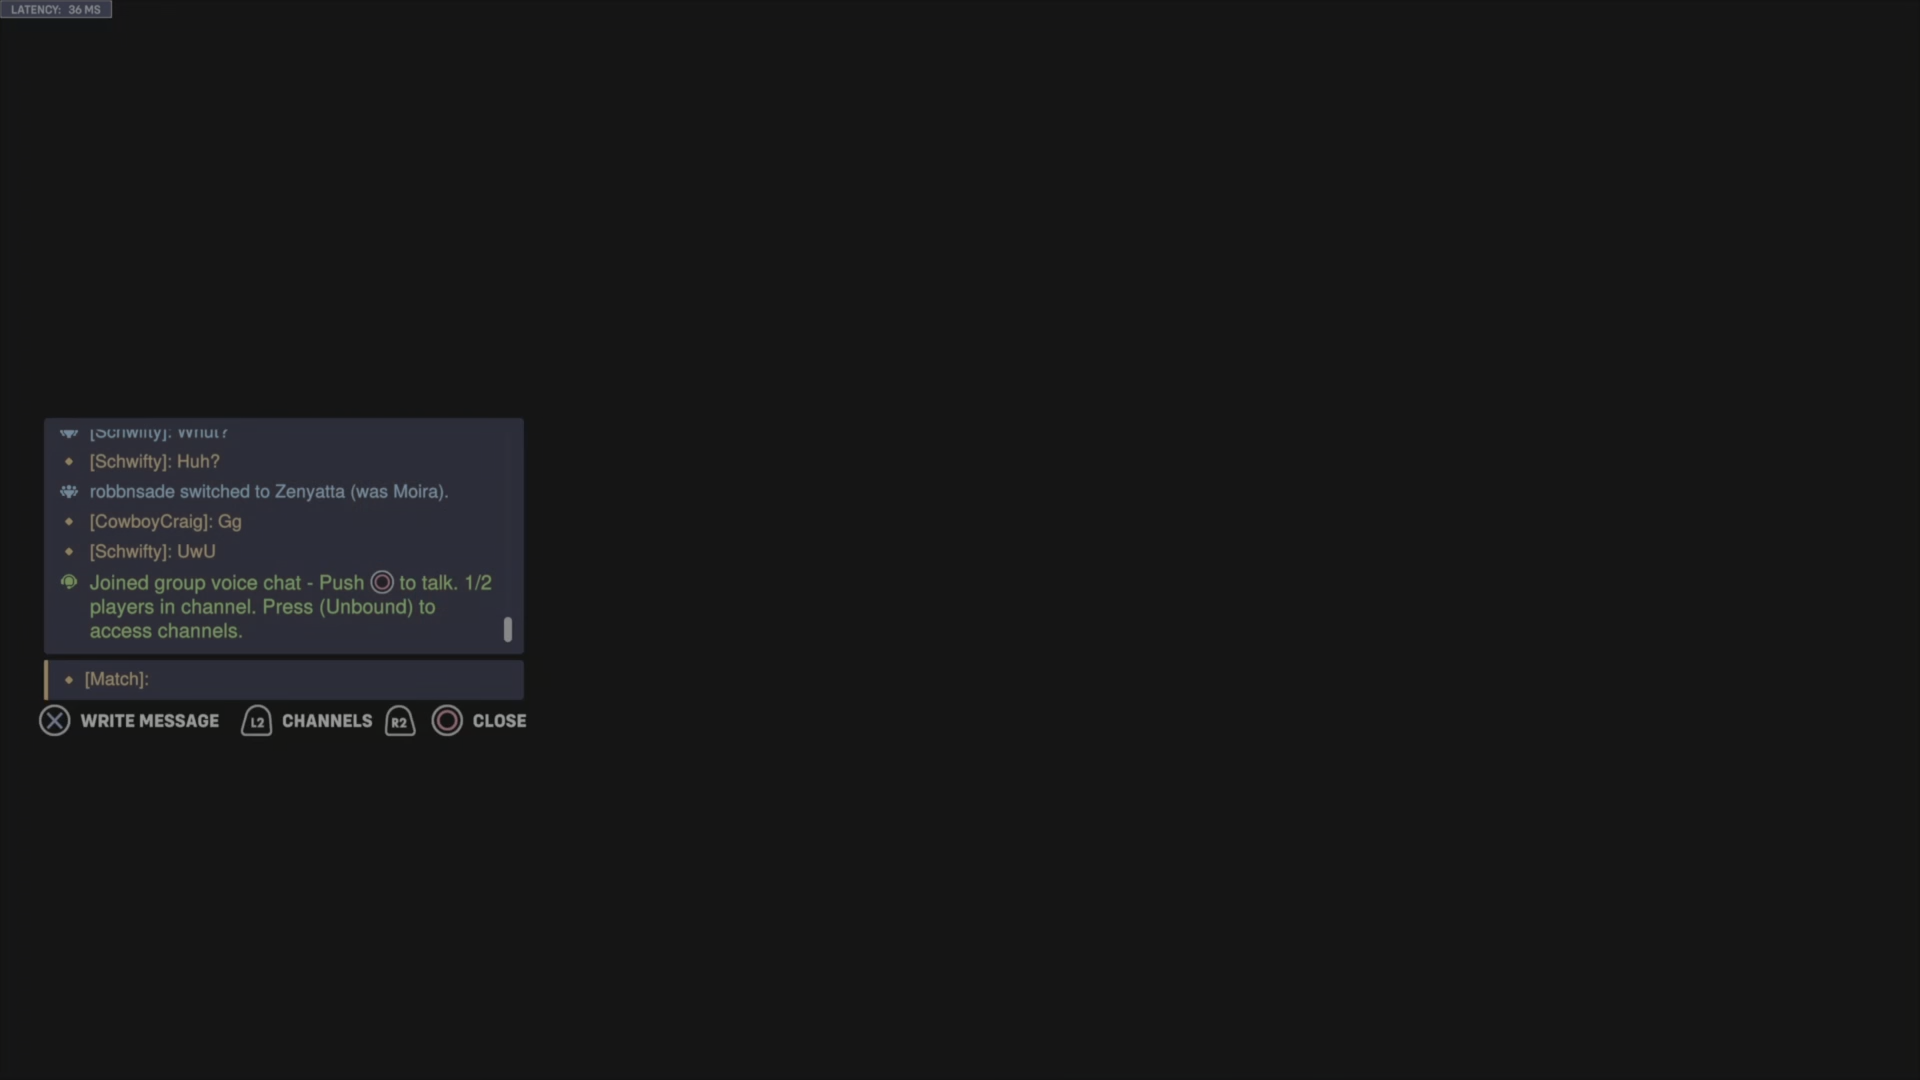 LATENCY: 36 MS
[Schwifty]: Whut?
[Schwifty]: Huh?
robbnsade switched to Zenyatta (was Moira).
[CowboyCraig]: Gg
[Schwifty]: UwU
Joined group voice chat - Push to talk. 1/2
players in channel. Press (Unbound) to
access channels.
[Match]:
WRITE MESSAGE L2 CHANNELS R2 CLOSE